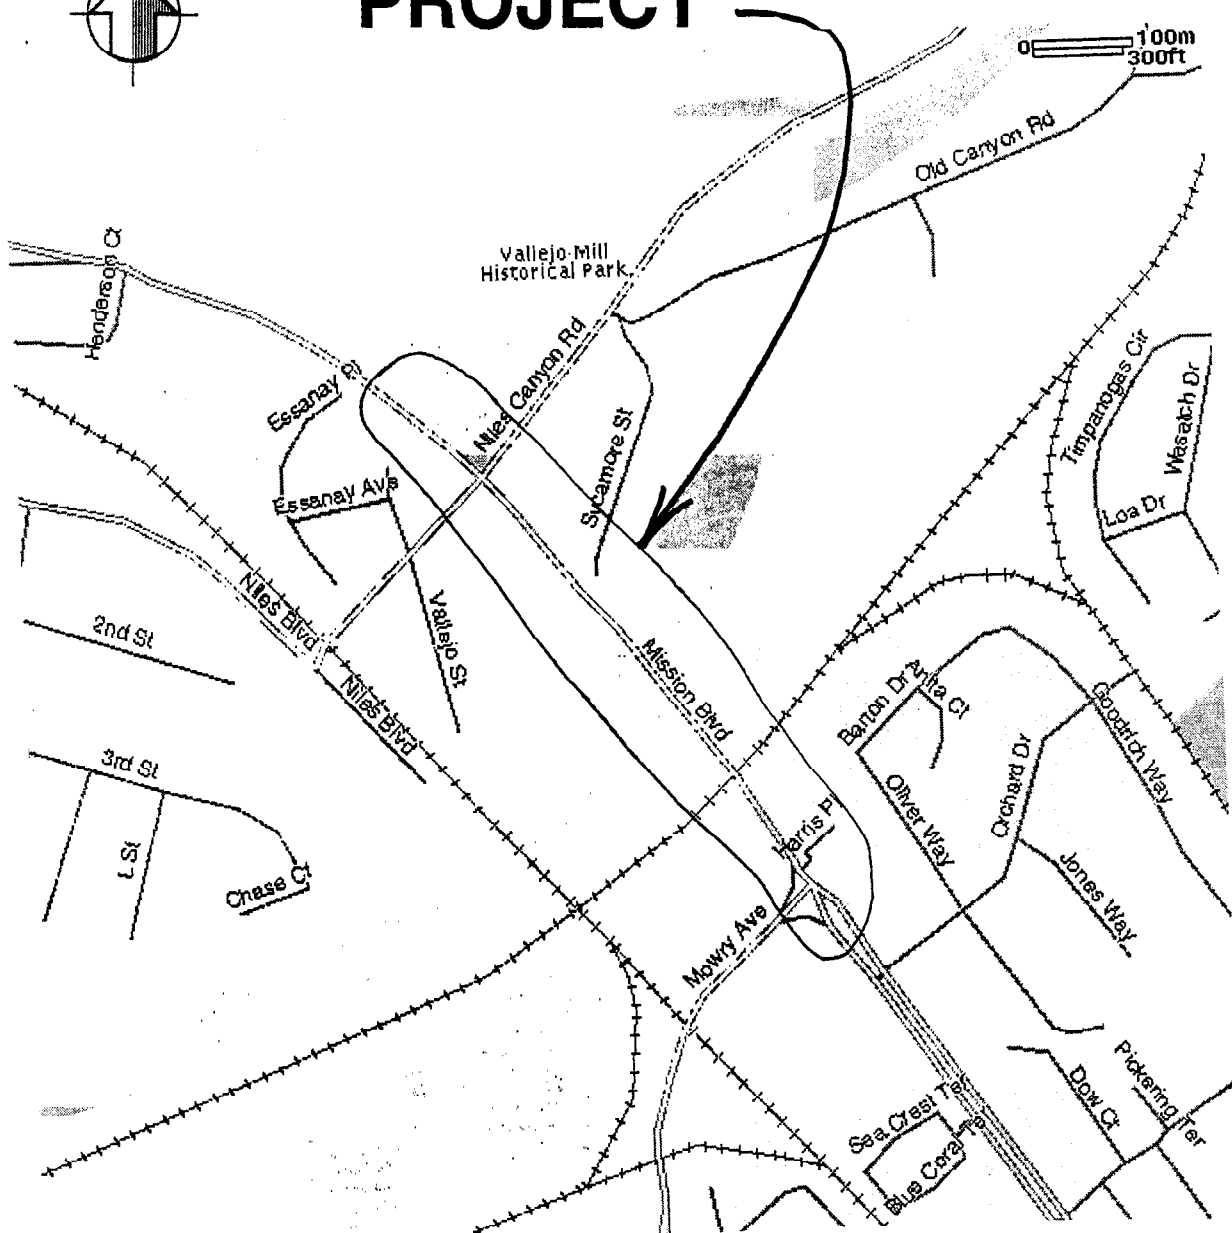 PROJECT
100m
0
300ft
Old Canyon Rd
Vallejo Mill
Historical Park
Henderson Ct
Niles Canyon Rd
Essanay Pl
Sycamore St
Timpanogas Cir
Wasatch Dr
Essanay Ave
Loa Dr
Niles Blvd
Vallejo St
2nd St
Mission Blvd
Niles Blvd
Barton Dr
Anita Ct
Goodrich Way
3rd St
Orchard Dr
Oliver Way
Harris Pl
L St
Chase Ct
Jones Way
Mowry Ave
Sea Crest Ter
Dow Ct
Pickering Ter
Blue Coral Te